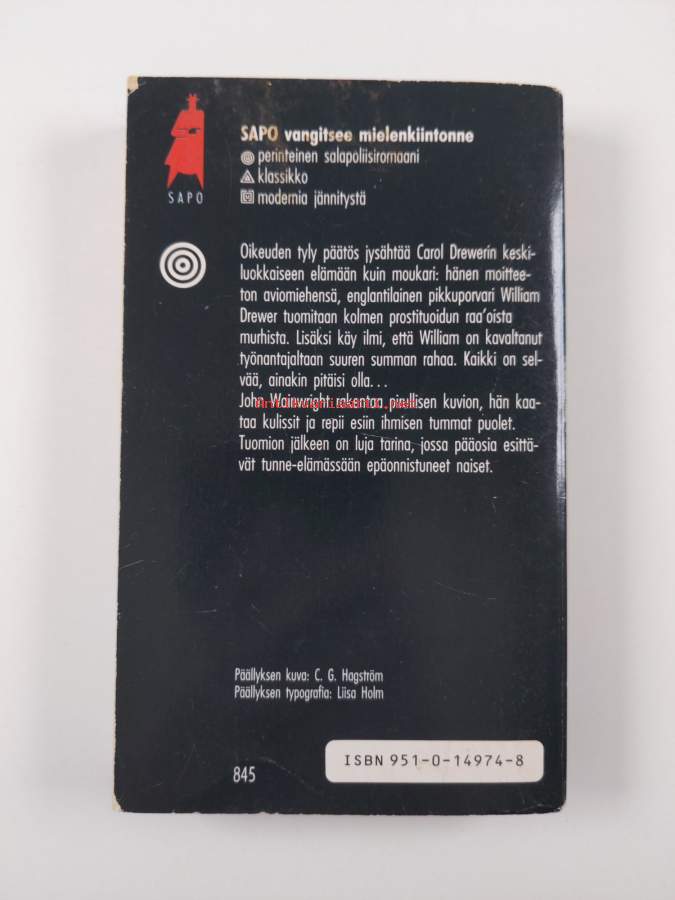 SAPO vangitsee mielenkiintonne
perinteinen salapoliisiromaani
klassikko
modernia jännitystä
SAPO
Oikeuden tyly päätös jysähtää Carol Drewerin keski-
luokkaiseen elämään kuin moukari: hänen moittee-
ton aviomiehensä, englantilainen pikkuporvari William
Drewer tuomitaan kolmen prostituoidun raa'oista
murhista. Lisäksi käy ilmi, että William on kavaltanut
työnantajaltaan suuren summan rahaa. Kaikki on sel-
vää, ainakin pitäisi olla...
John Wainwright rakentaa pirullisen kuvion, hän kaa-
taa kulissit ja repii esiin ihmisen tummat puolet.
Tuomion jälkeen on luja tarina, jossa pääosia esittä-
vät tunne-elämässään epäonnistuneet naiset.
Päällyksen kuva: C. G. Hagström
Päällyksen typografia: Liisa Holm
845
ISBN 951-0-14974-8